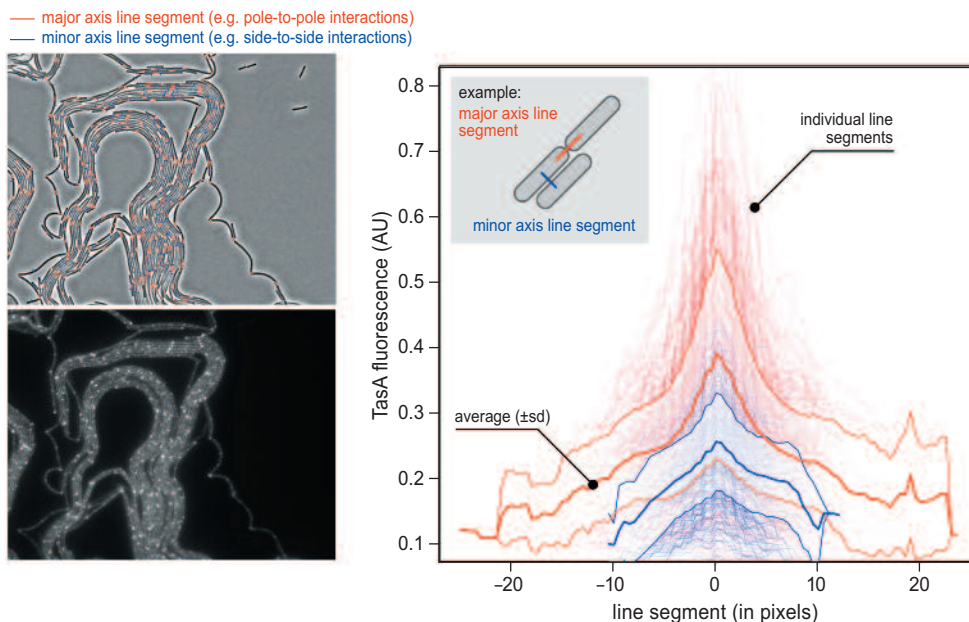 major axis line segment (e.g. pole-to-pole interactions)
minor axis line segment (e.g. side-to-side interactions)
example:
major axis line
segment
minor axis line segment
individual line
segments
average (±sd)
TasA fluorescence (AU)
0.8
0.7
0.6
0.5
0.4
0.3
0.2
0.1
–20
–10
0
10
20
line segment (in pixels)